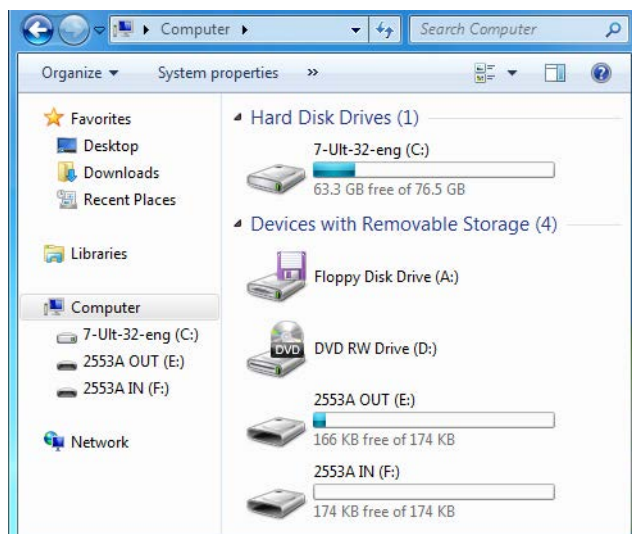 Computer
Search Computer
Organize
System properties
»
Favorites
Desktop
Downloads
Recent Places
Libraries
Computer
7-Ult-32-eng (C:)
2553A OUT (E:)
2553A IN (F:)
Network
Hard Disk Drives (1)
7-Ult-32-eng (C:)
63.3 GB free of 76.5 GB
Devices with Removable Storage (4)
Floppy Disk Drive (A:)
DVD
DVD RW Drive (D:)
2553A OUT (E:)
166 KB free of 174 KB
2553A IN (F:)
174 KB free of 174 KB